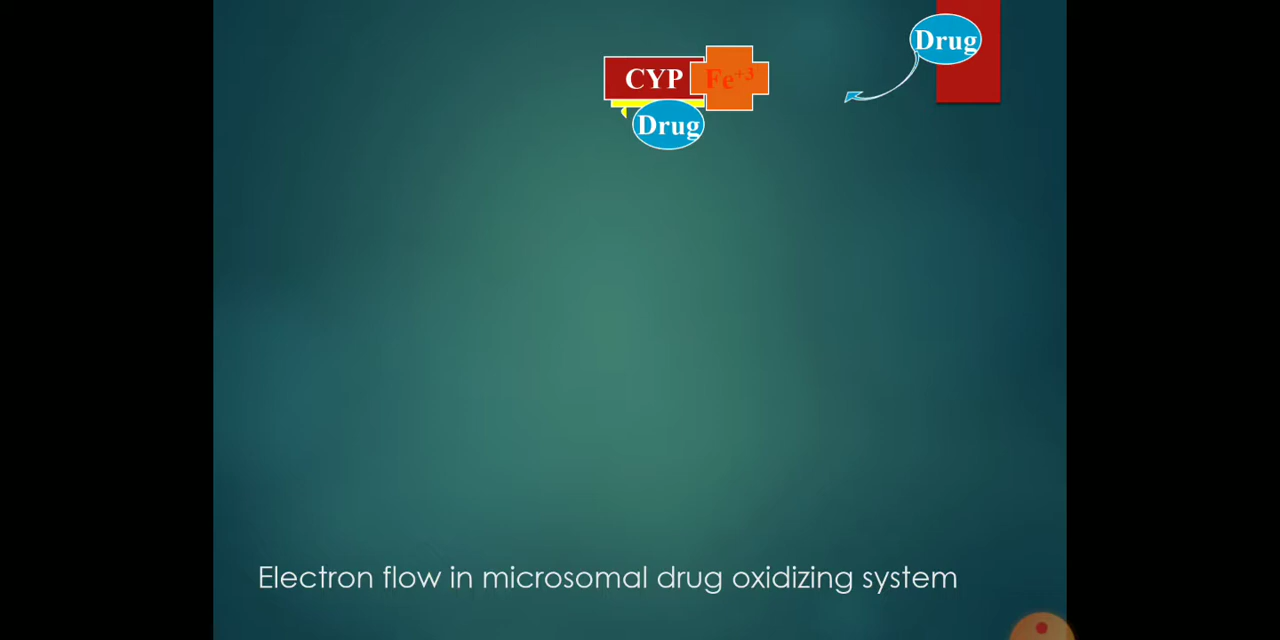 Drug
CYP Fe+3
Drug
Electron flow in microsomal drug oxidizing system